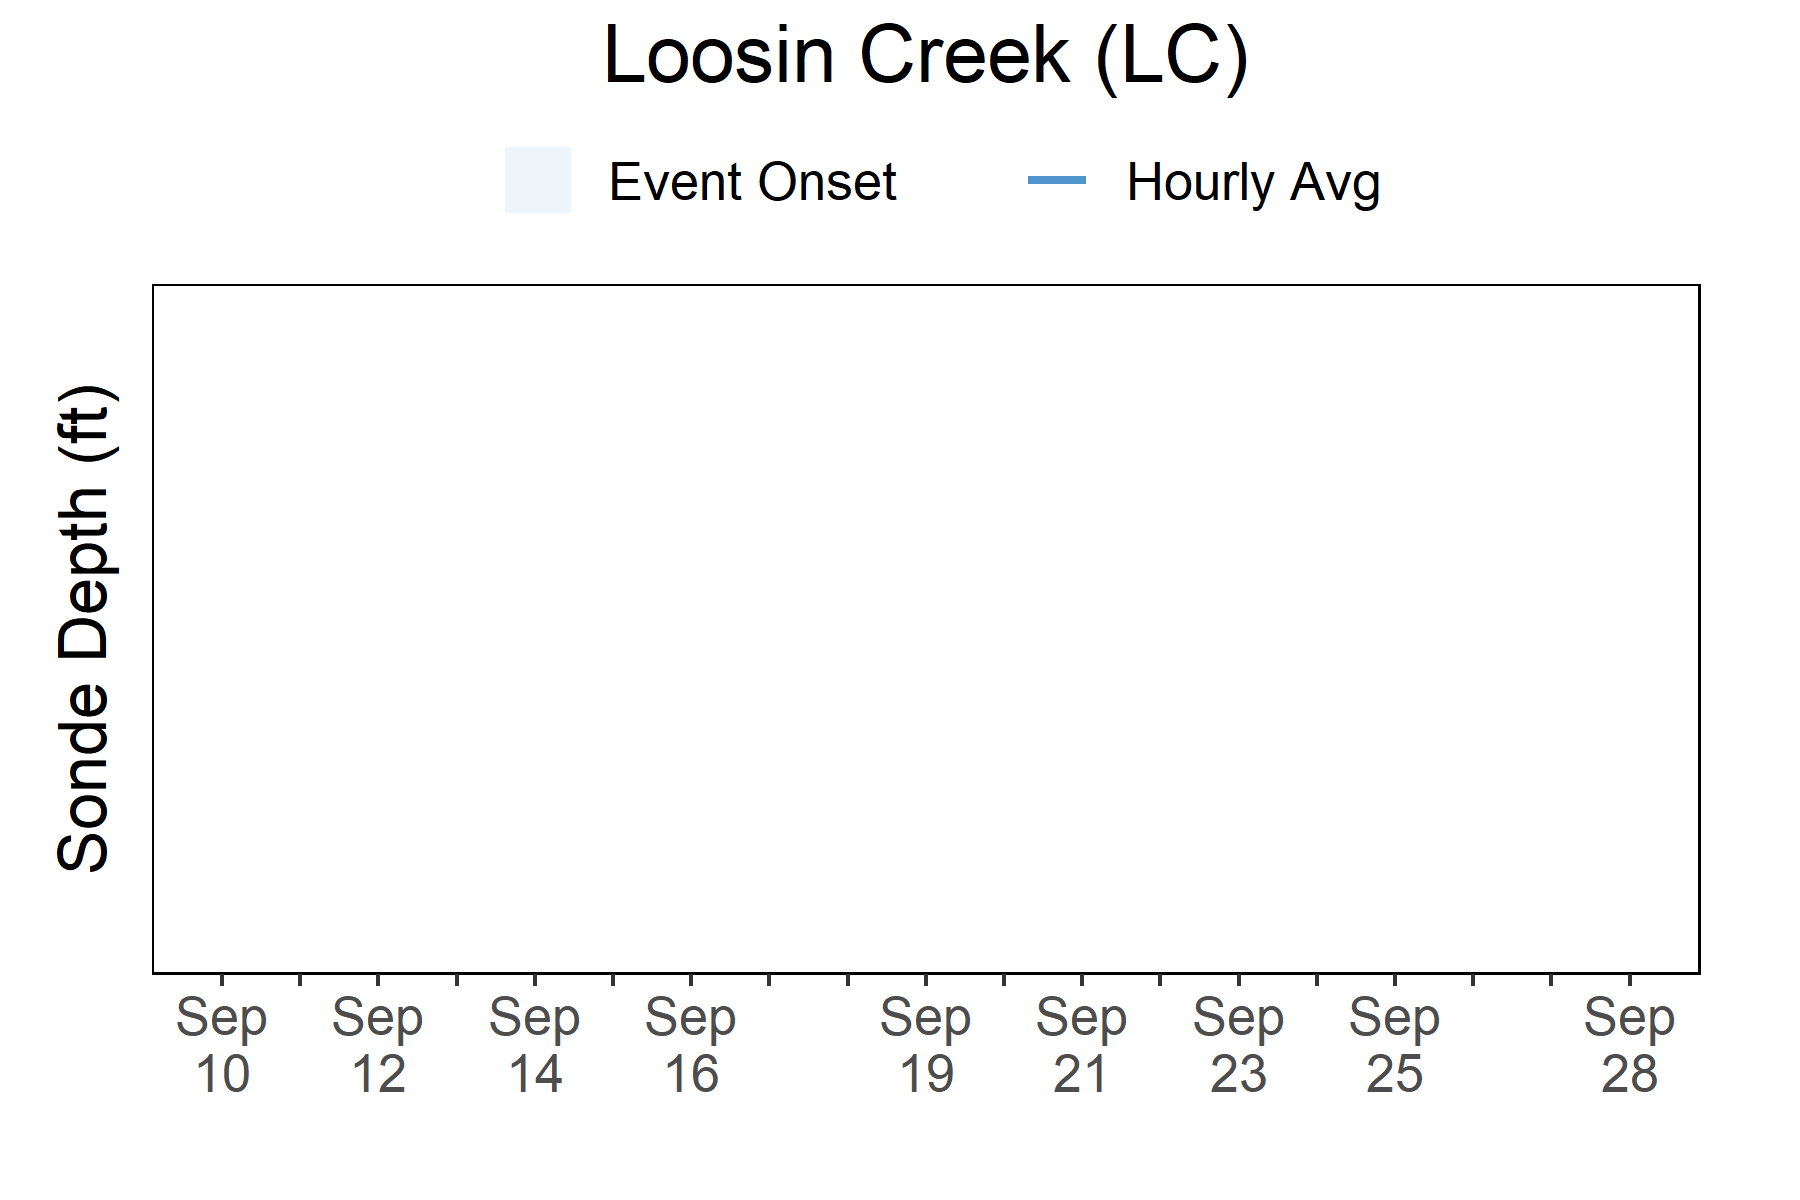 Loosin Creek (LC)
Event Onset
Hourly Avg
Sonde Depth (ft)
Sep 10
Sep 12
Sep 14
Sep 16
Sep 19
Sep 21
Sep 23
Sep 25
Sep 28